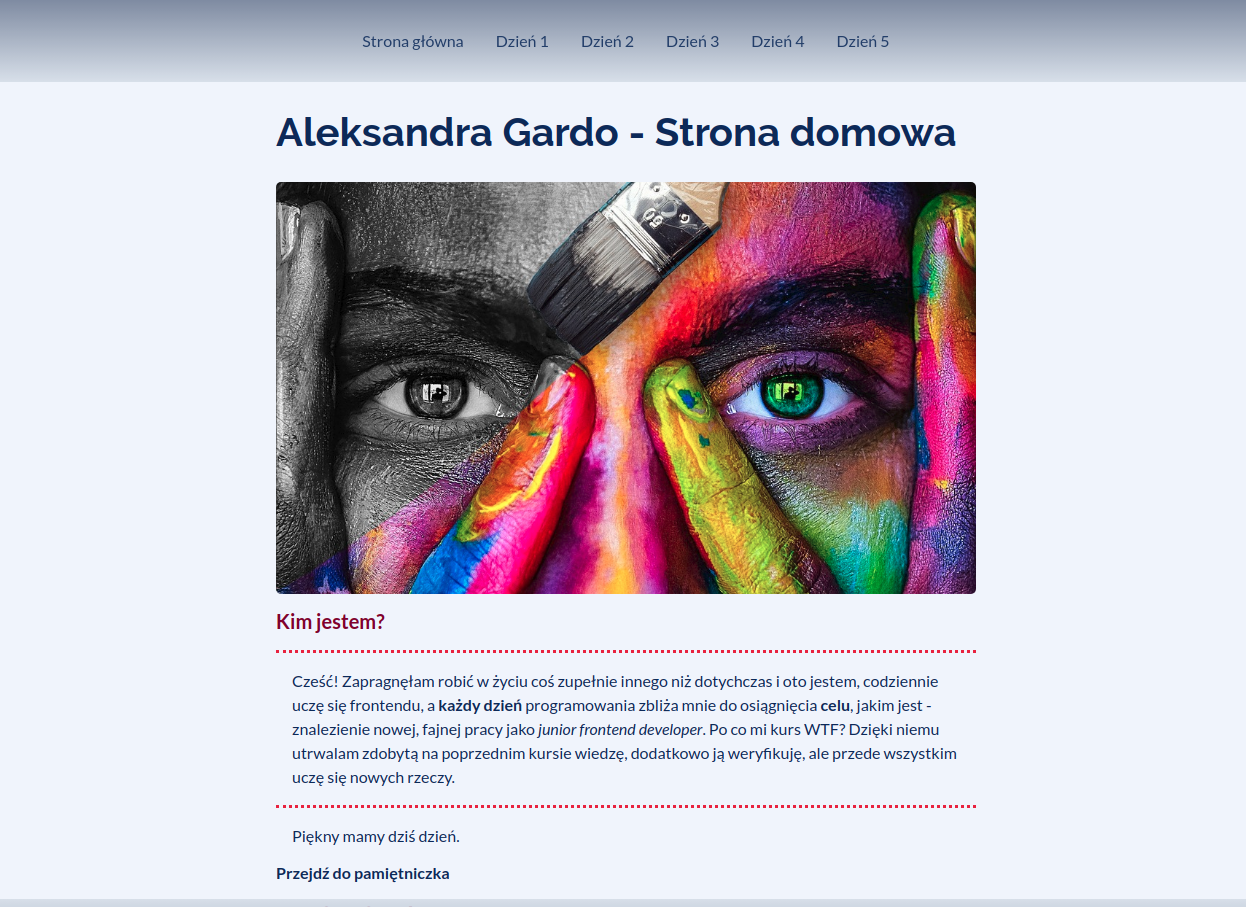 Strona główna Dzień 1 Dzień 2 Dzień 3 Dzień 4 Dzień 5
Aleksandra Gardo - Strona domowa
Kim jestem?
Cześć! Zapragnęłam robić w życiu coś zupełnie innego niż dotychczas i oto jestem, codziennie
uczę się frontendu, a każdy dzień programowania zbliża mnie do osiągnięcia celu, jakim jest -
znalezienie nowej, fajnej pracy jako junior frontend developer. Po co mi kurs WTF? Dzięki niemu
utrwalam zdobytą na poprzednim kursie wiedzę, dodatkowo ją weryfikuję, ale przede wszystkim
uczę się nowych rzeczy.
Piękny mamy dziś dzień.
Przejdź do pamiętniczka